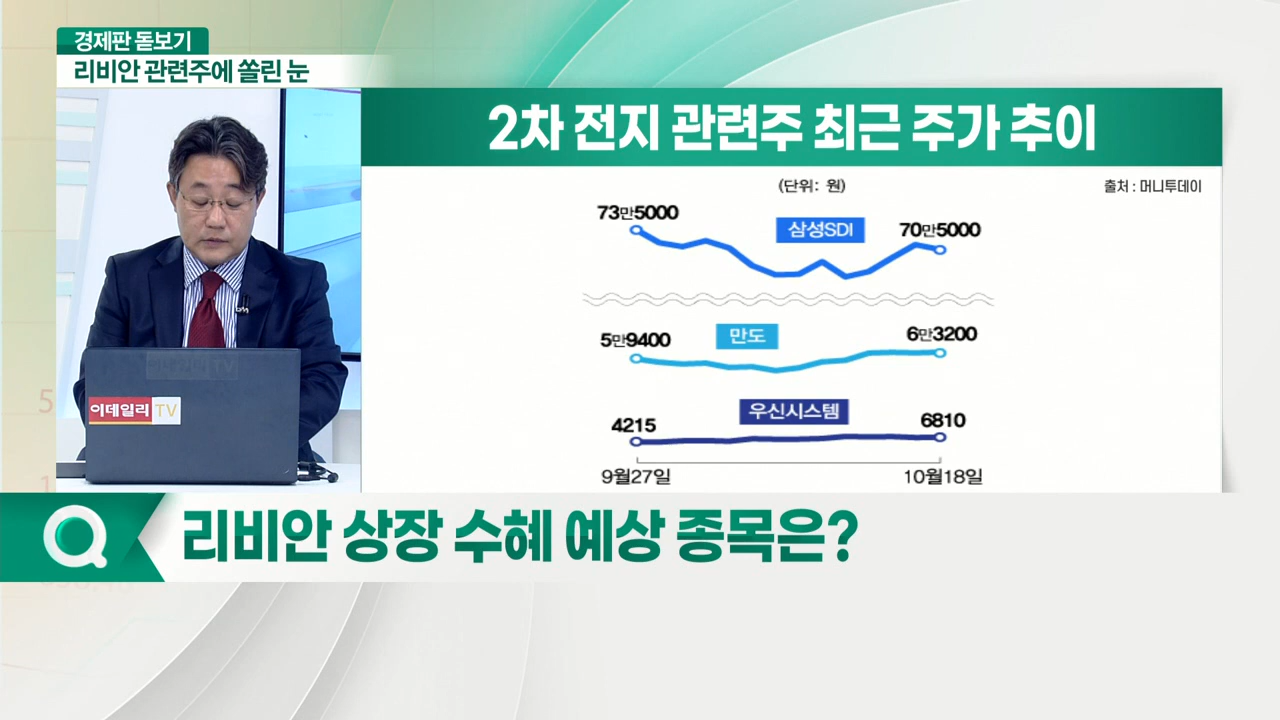 경제판 돋보기
리비안 관련주에 쏠린 눈
2차 전지 관련주 최근 주가 추이
(단위: 원)
출처 : 머니투데이
73만5000
삼성SDI
70만5000
5만9400
만도
6만3200
4215
우신시스템
6810
9월27일
10월18일
이데일리 TV
이데일리TV
리비안 상장 수혜 예상 종목은?